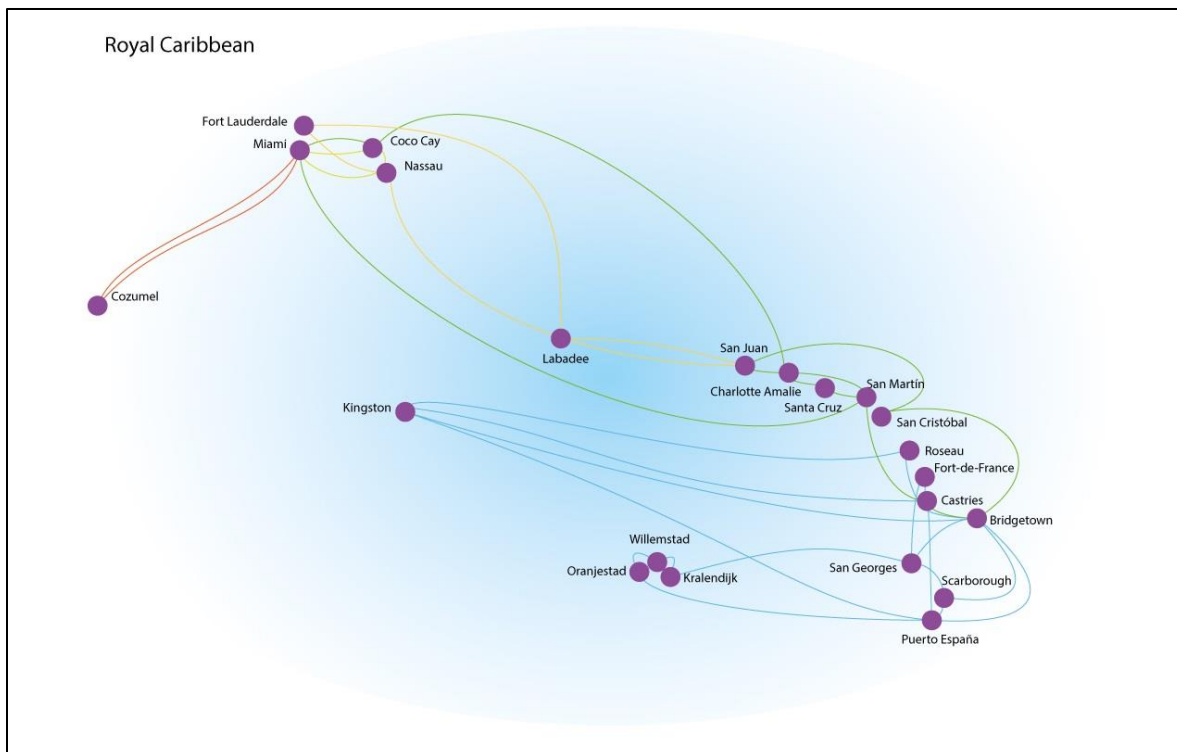 Royal Caribbean
Fort Lauderdale
Miami
Coco Cay
Nassau
Cozumel
Labadee
San Juan
Charlotte Amalie
Santa Cruz
San Martín
San Cristóbal
Kingston
Roseau
Fort-de-France
Castries
Bridgetown
Willemstad
Oranjestad
Kralendijk
San Georges
Scarborough
Puerto España